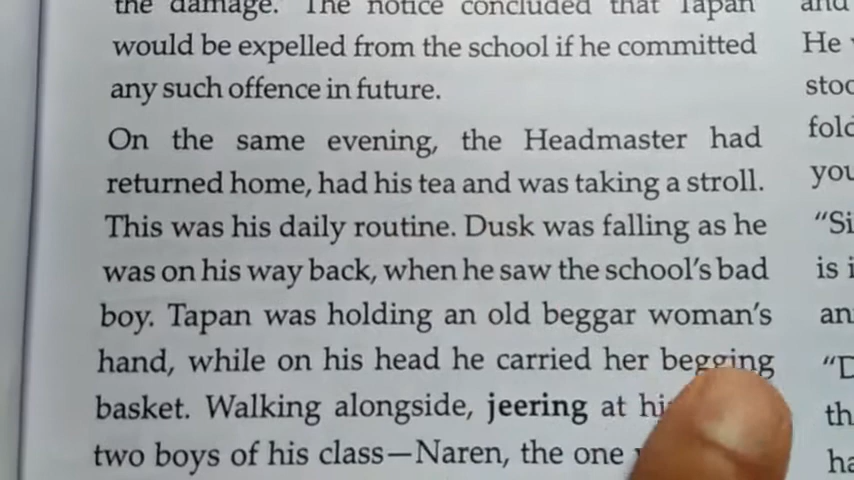 the damage. The notice concluded that Tapan
would be expelled from the school if he committed
any such offence in future.
On the same evening, the Headmaster had
returned home, had his tea and was taking a stroll.
This was his daily routine. Dusk was falling as he
was on his way back, when he saw the school's bad
boy. Tapan was holding an old beggar woman's
hand, while on his head he carried her begging
basket. Walking alongside, jeering at
two boys of his class—Naren, the one
and
He
you
"Si
is i
an
"D
th
ha